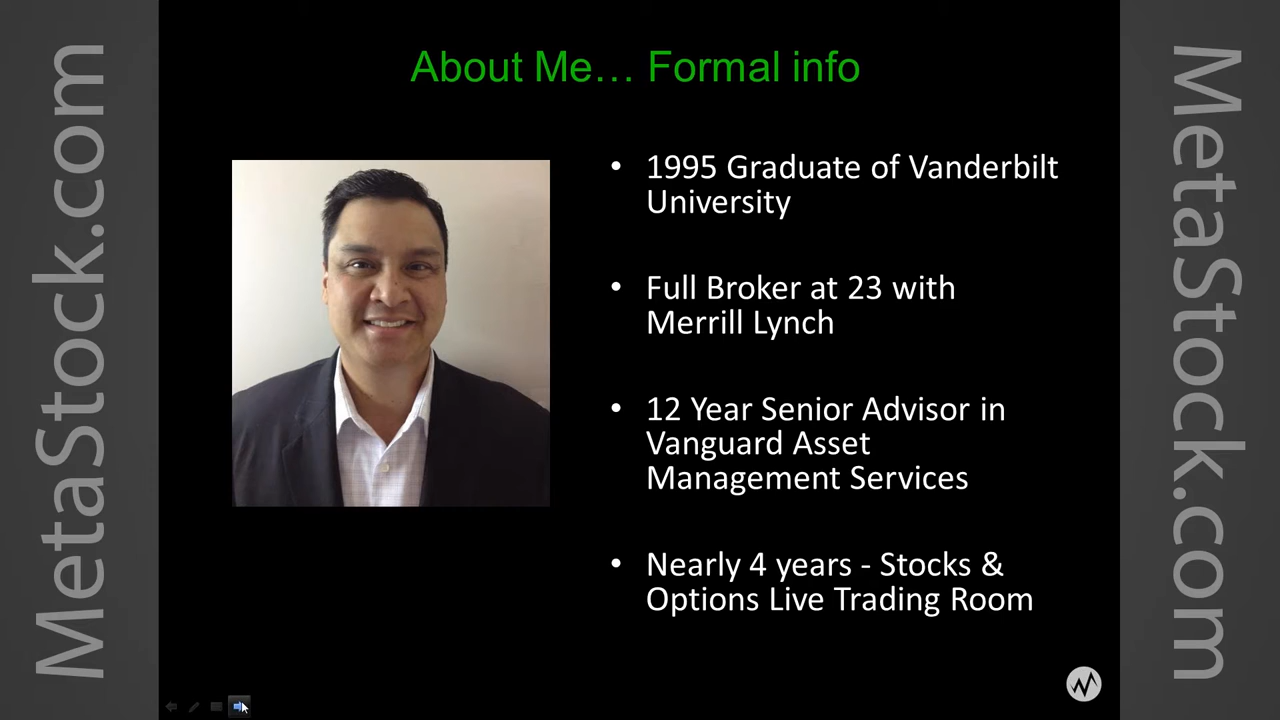 MetaStock.com
About Me… Formal info
• 1995 Graduate of Vanderbilt
University
• Full Broker at 23 with
Merrill Lynch
• 12 Year Senior Advisor in
Vanguard Asset
Management Services
• Nearly 4 years - Stocks &
Options Live Trading Room
MetaStock.com